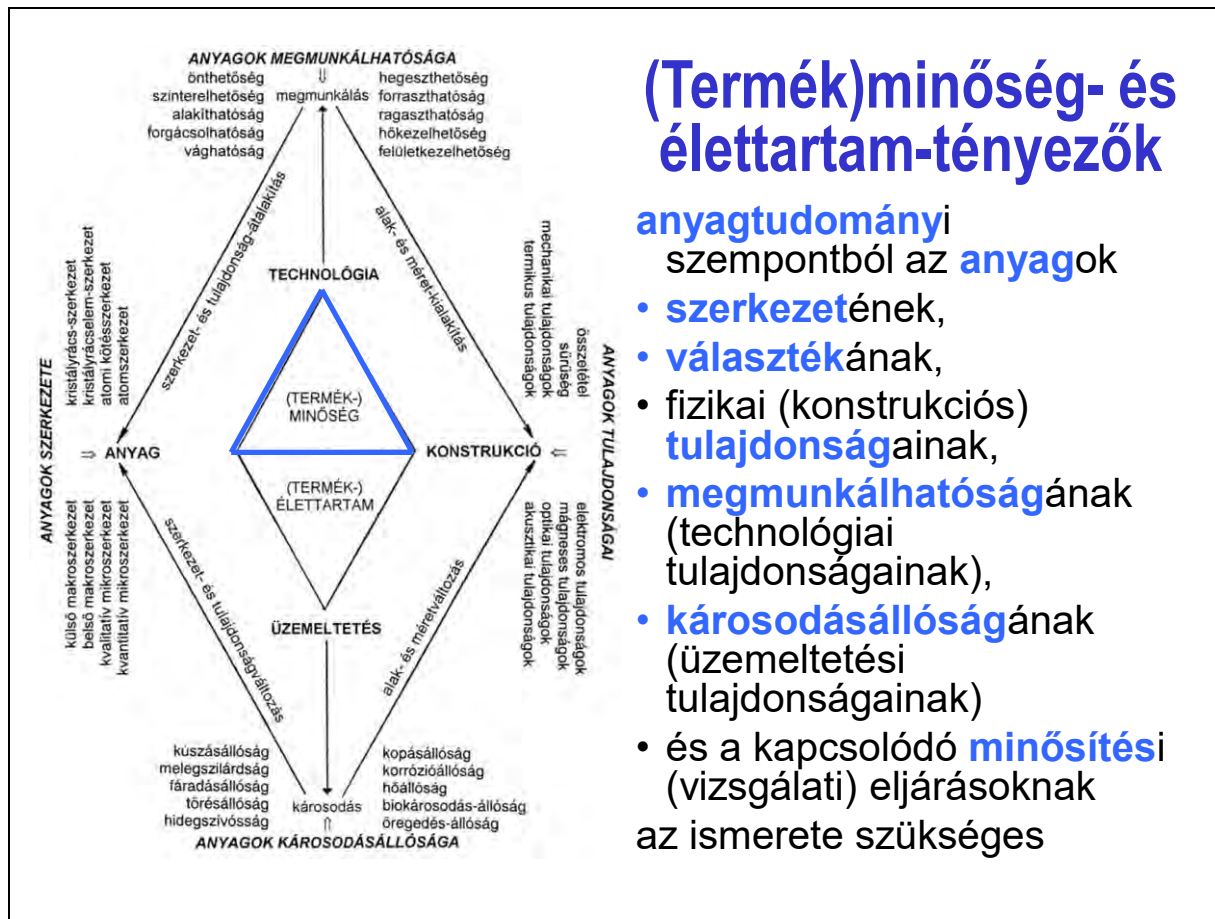 (Termék)minőség- és
élettartam-tényezők
anyagtudományi
szempontból az anyagok
• szerkezetének,
• választékának,
• fizikai (konstrukciós)
tulajdonságainak,
• megmunkálhatóságának
(technológiai
tulajdonságainak),
• károsodásállóságának
(üzemeltetési
tulajdonságainak)
• és a kapcsolódó minősítési
(vizsgálati) eljárásoknak
az ismerete szükséges
ANYAGOK MEGMUNKÁLHATÓSÁGA
önthetőség
szinterelhetőség
alakíthatóság
forgácsolhatóság
vághatóság
⇓
megmunkálás
hegeszthetőség
forraszthatóság
ragaszthatóság
hőkezelhetőség
felületkezelhetőség
szerkezet- és tulajdonság-átalakítás
alak- és méret-kialakítás
TECHNOLÓGIA
ANYAGOK SZERKEZETE
kristályrács-szerkezet
kristályrácselem-szerkezet
atomi kötésszerkezet
atomszerkezet
mechanikai tulajdonságok
termikus tulajdonságok
összetétel
sűrűség
ANYAGOK TULAJDONSÁGAI
(TERMÉK-)
MINŐSÉG
⇒ ANYAG
KONSTRUKCIÓ ⇐
(TERMÉK-)
ÉLETTARTAM
külső makroszerkezet
belső makroszerkezet
kvalitatív mikroszerkezet
kvantitatív mikroszerkezet
elektromos tulajdonságok
mágneses tulajdonságok
optikai tulajdonságok
akusztikai tulajdonságok
szerkezet- és tulajdonságváltozás
alak- és méretváltozás
ÜZEMELTETÉS
kúszásállóság
melegszilárdság
fáradásállóság
törésállóság
hidegszívósság
károsodás
⇑
kopásállóság
korrózióállóság
hőállóság
biokárosodás-állóság
öregedés-állóság
ANYAGOK KÁROSODÁSÁLLÓSÁGA